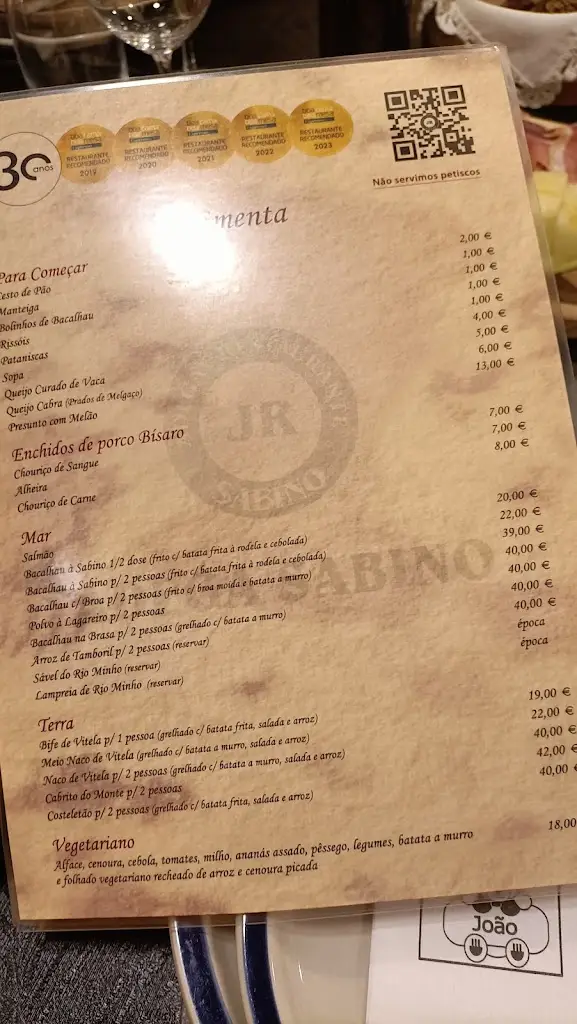 30 anos
RESTAURANTE RECOMENDADO 2019
RESTAURANTE RECOMENDADO 2020
RESTAURANTE RECOMENDADO 2021
RESTAURANTE RECOMENDADO 2022
RESTAURANTE RECOMENDADO 2023
Não servimos petiscos
menta
Para Começar
Cesto de Pão 2,00 €
Manteiga 1,00 €
Bolinhos de Bacalhau 1,00 €
Rissóis 1,00 €
Pataniscas 1,00 €
Sopa 4,00 €
Queijo Curado de Vaca 5,00 €
Queijo Cabra (Prados de Melgaço) 6,00 €
Presunto com Melão 13,00 €
Enchidos de porco Bísaro
Chouriço de Sangue 7,00 €
Alheira 7,00 €
Chouriço de Carne 8,00 €
Mar
Salmão 20,00 €
Bacalhau à Sabino 1/2 dose (frito c/ batata frita à rodela e cebolada) 22,00 €
Bacalhau à Sabino p/ 2 pessoas (frito c/ batata frita à rodela e cebolada) 39,00 €
Bacalhau c/ Broa p/ 2 pessoas (frito c/ broa moída e batata a murro) 40,00 €
Polvo à Lagareiro p/ 2 pessoas 40,00 €
Bacalhau na Brasa p/ 2 pessoas (grelhado c/ batata a murro) 40,00 €
Arroz de Tamboril p/ 2 pessoas 40,00 €
Sável do Rio Minho (reservar) época
Lampreia de Rio Minho (reservar) época
JR
SABINO
SABINO
Terra
Bife de Vitela p/ 1 pessoa (grelhado c/ batata frita, salada e arroz) 19,00 €
Meio Naco de Vitela (grelhado c/ batata a murro, salada e arroz) 22,00 €
Naco de Vitela p/ 2 pessoas (grelhado c/ batata a murro, salada e arroz) 40,00 €
Cabrito do Monte p/ 2 pessoas 42,00 €
Costeletão p/ 2 pessoas (grelhado c/ batata frita, salada e arroz) 40,00 €
Vegetariano 18,00
Alface, cenoura, cebola, tomates, milho, ananás assado, pêssego, legumes, batata a murro
e folhado vegetariano recheado de arroz e cenoura picada
João